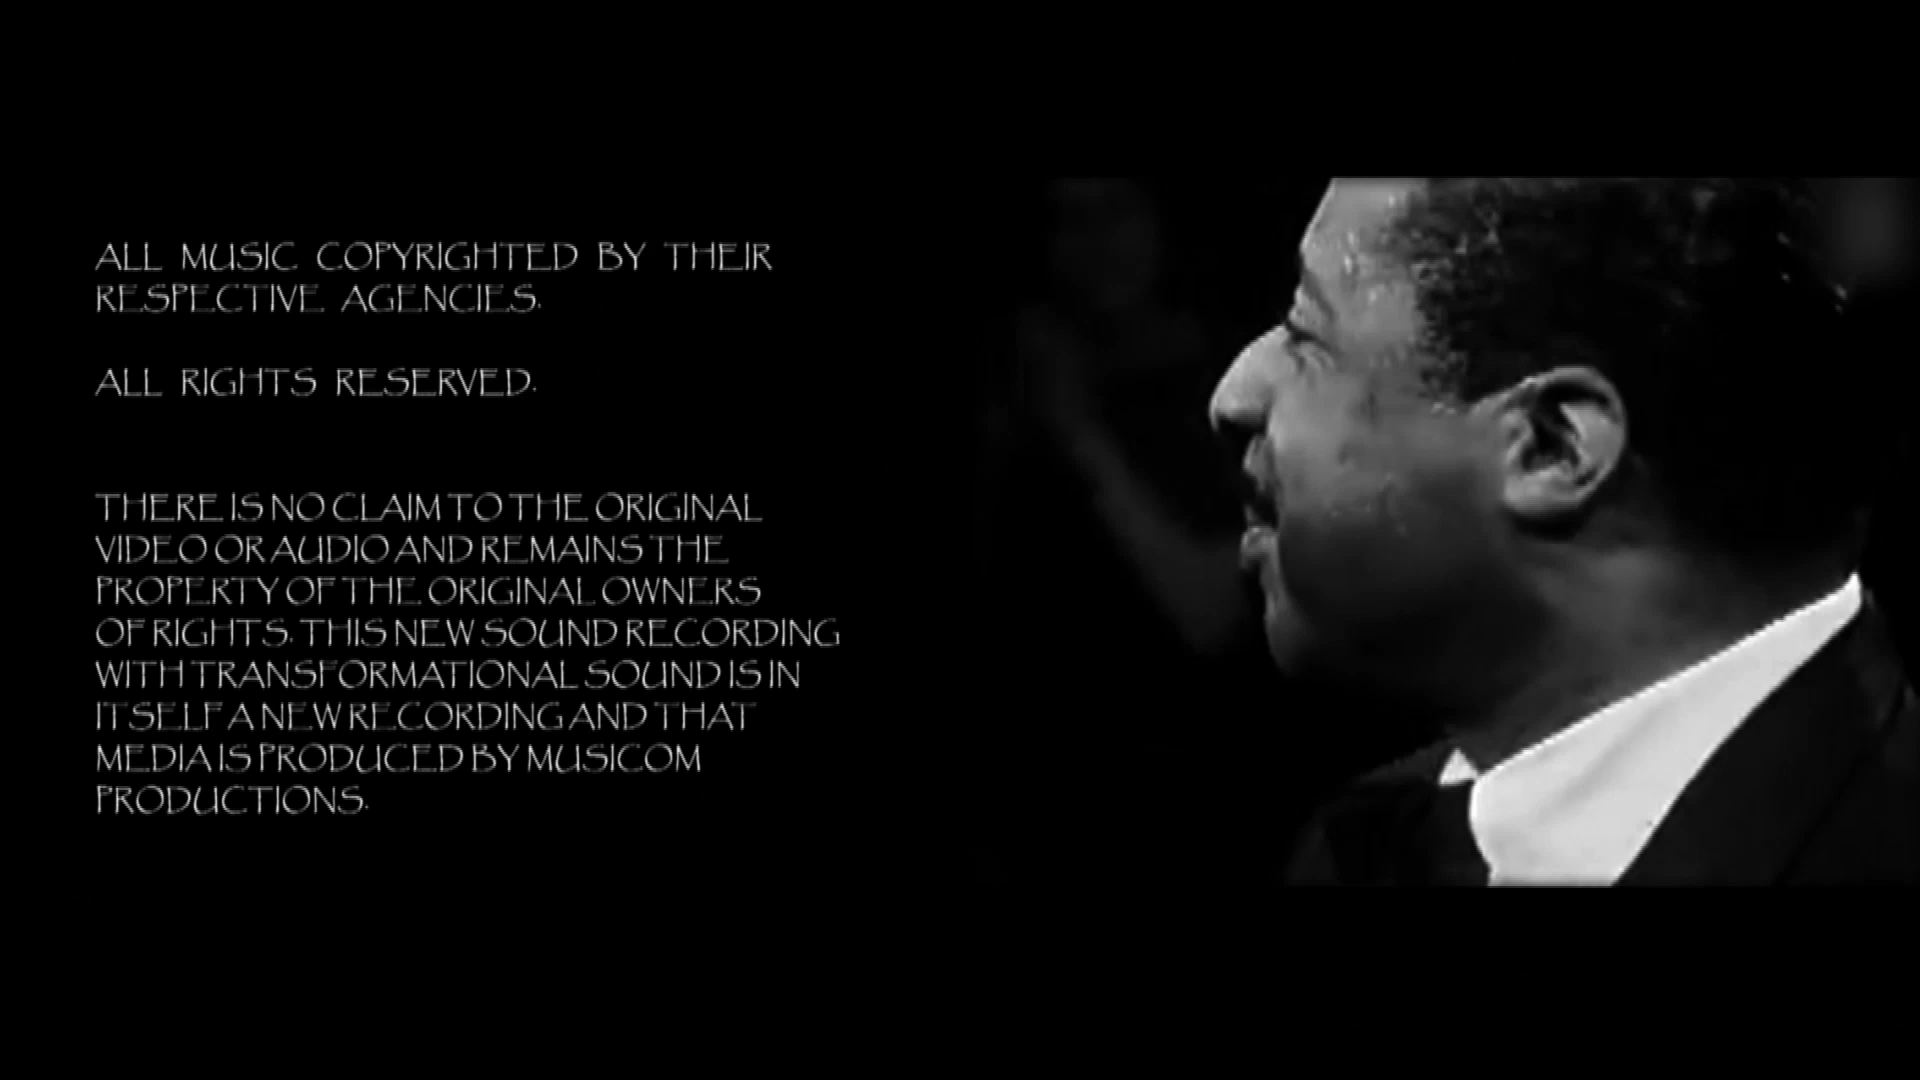 ALL MUSIC COPYRIGHTED BY THEIR
RESPECTIVE AGENCIES.
ALL RIGHTS RESERVED.
THERE IS NO CLAIM TO THE ORIGINAL
VIDEO OR AUDIO AND REMAINS THE
PROPERTY OF THE ORIGINAL OWNERS
OF RIGHTS. THIS NEW SOUND RECORDING
WITH TRANSFORMATIONAL SOUND IS IN
ITSELF A NEW RECORDING AND THAT
MEDIA IS PRODUCED BY MUSICOM
PRODUCTIONS.